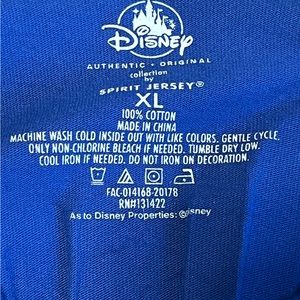 Disney
AUTHENTIC • ORIGINAL
collection
by
SPIRIT JERSEY®
XL
100% COTTON
MADE IN CHINA
MACHINE WASH COLD INSIDE OUT WITH LIKE COLORS. GENTLE CYCLE.
ONLY NON-CHLORINE BLEACH IF NEEDED. TUMBLE DRY LOW.
COOL IRON IF NEEDED. DO NOT IRON ON DECORATION.
FAC-014168-20178
RN#131422
As to Disney Properties: ©Disney